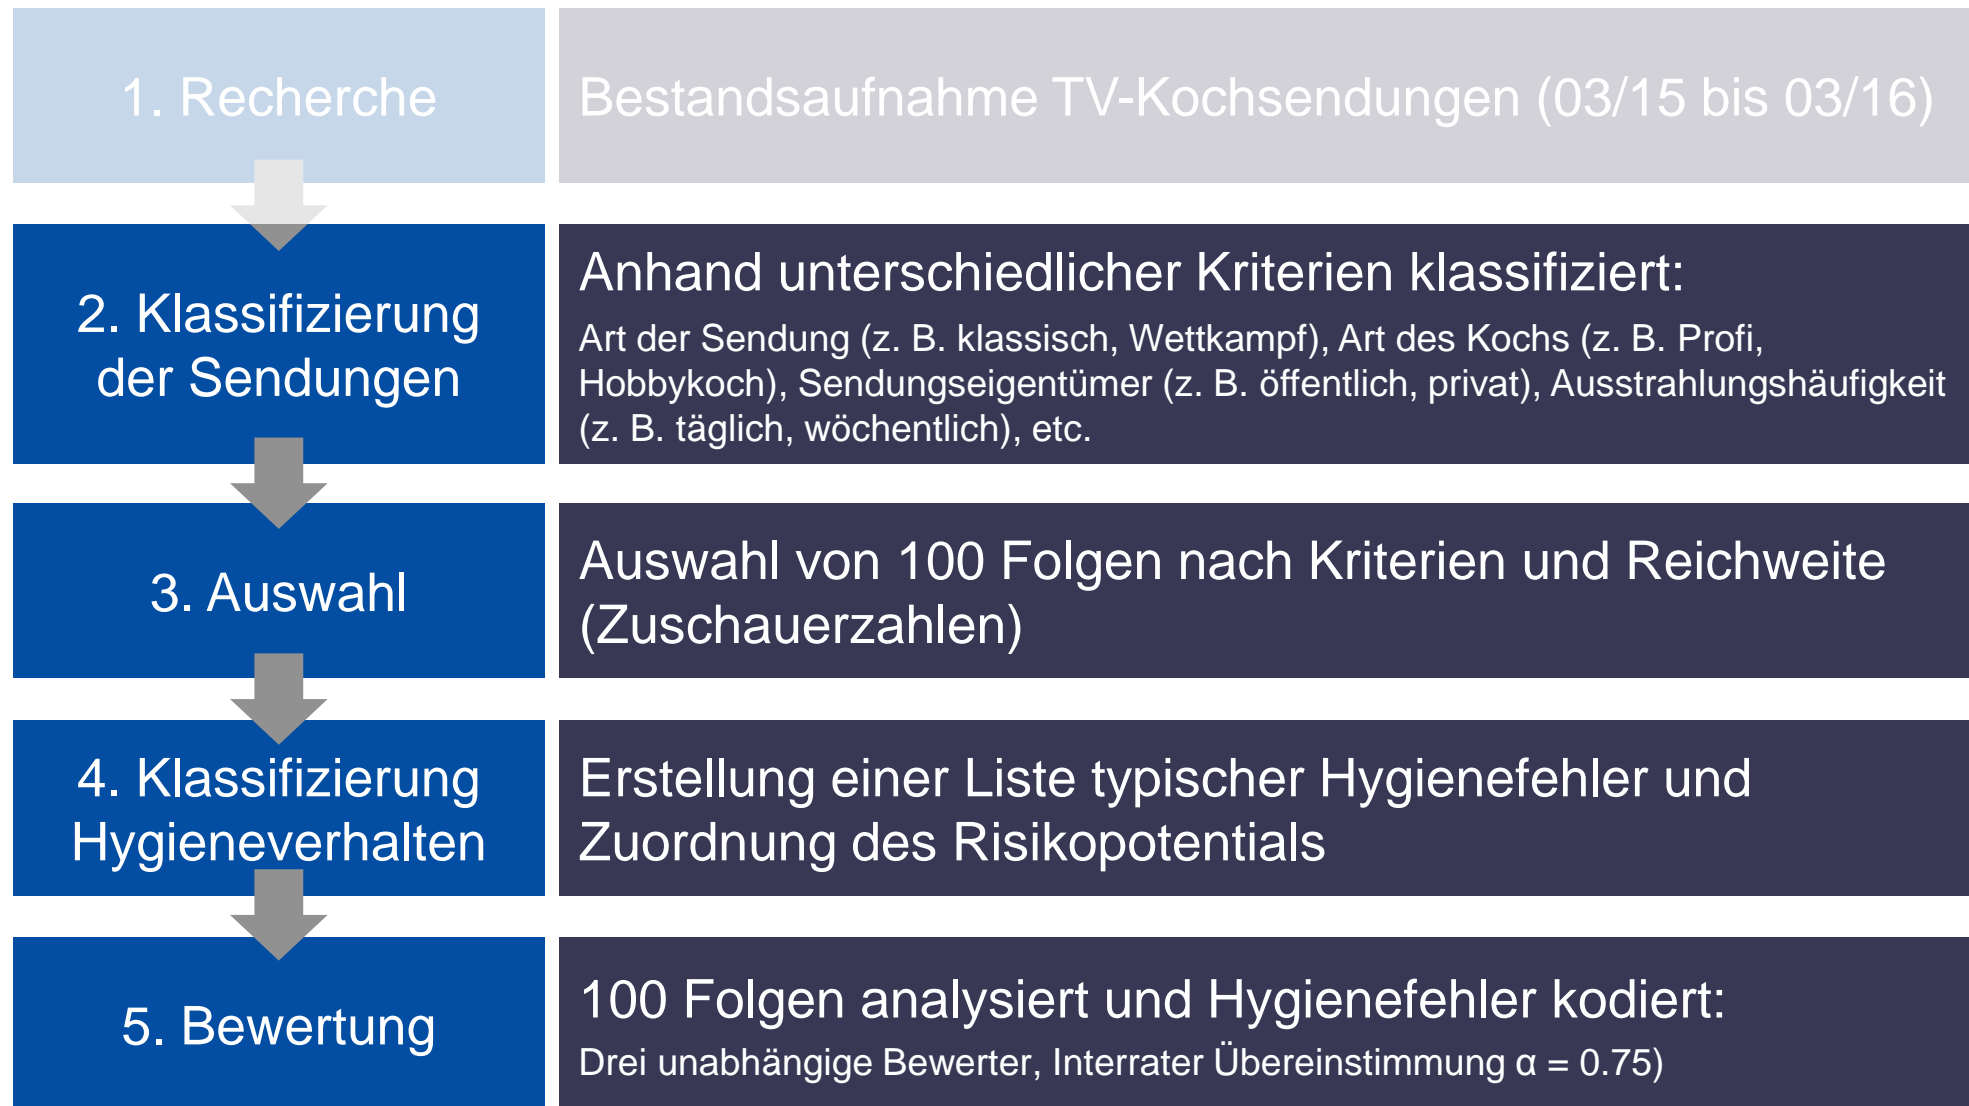 1. Recherche
Bestandsaufnahme TV-Kochsendungen (03/15 bis 03/16)
2. Klassifizierung
der Sendungen
Anhand unterschiedlicher Kriterien klassifiziert:
Art der Sendung (z. B. klassisch, Wettkampf), Art des Kochs (z. B. Profi,
Hobbykoch), Sendungseigentümer (z. B. öffentlich, privat), Ausstrahlungshäufigkeit
(z. B. täglich, wöchentlich), etc.
3. Auswahl
Auswahl von 100 Folgen nach Kriterien und Reichweite
(Zuschauerzahlen)
4. Klassifizierung
Hygieneverhalten
Erstellung einer Liste typischer Hygienefehler und
Zuordnung des Risikopotentials
5. Bewertung
100 Folgen analysiert und Hygienefehler kodiert:
Drei unabhängige Bewerter, Interrater Übereinstimmung α = 0.75)